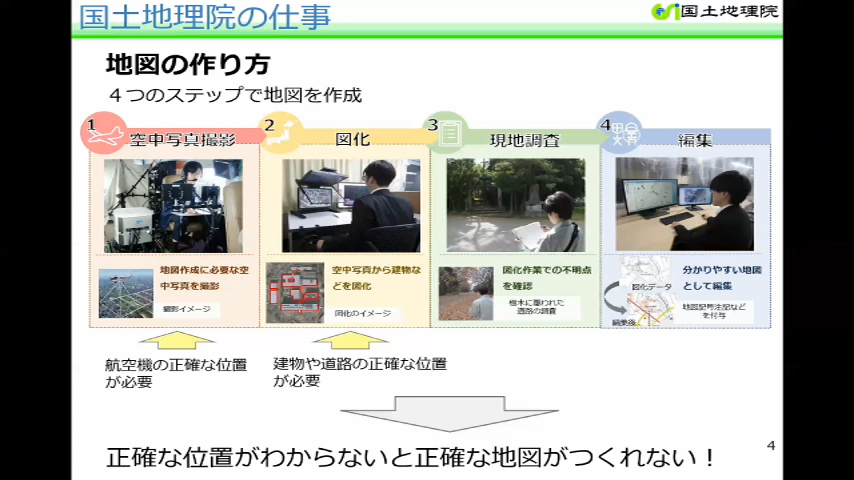 国土地理院の仕事
国土地理院
地図の作り方
４つのステップで地図を作成
1
空中写真撮影
2
図化
3
現地調査
4
編集
地図作成に必要な空
中写真を撮影
撮影イメージ
空中写真から建物な
どを図化
図化のイメージ
図化作業での不明点
を確認
樹木に覆われた
道路の調査
図化データ
編集後
分かりやすい地図
として編集
地図記号注記などを付与
航空機の正確な位置
が必要
建物や道路の正確な位置
が必要
正確な位置がわからないと正確な地図がつくれない！
4